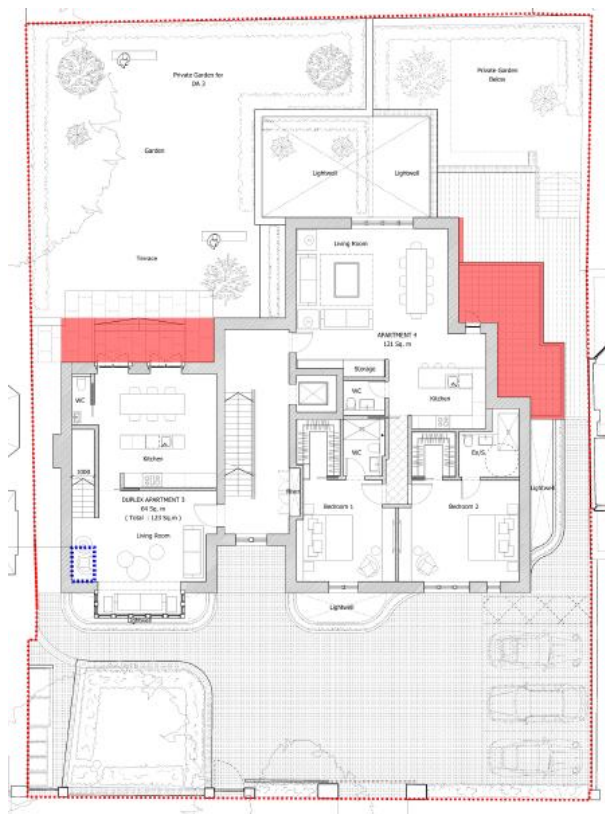 Private Garden for
DA 3
Private Garden
Below
Garden
Lightwell
Lightwell
Living Room
Terrace
APARTMENT 4
121 Sq. m
Storage
WC
WC
Kitchen
Kitchen
WC
En/S.
DUPLEX APARTMENT 3
64 Sq. m
( Total : 123 Sq.m )
Riser
Bedroom 1
Bedroom 2
Lightwell
Living Room
Lightwell
Lightwell